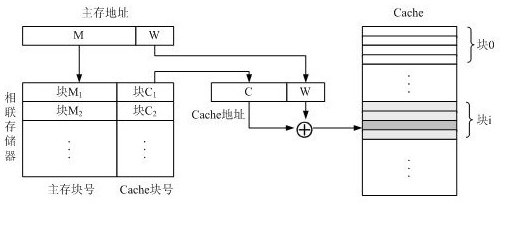 主存地址
M W
Cache
块0
相联存储器
块M₁ 块C₁
块M₂ 块C₂
C W
Cache地址
块i
主存块号 Cache块号